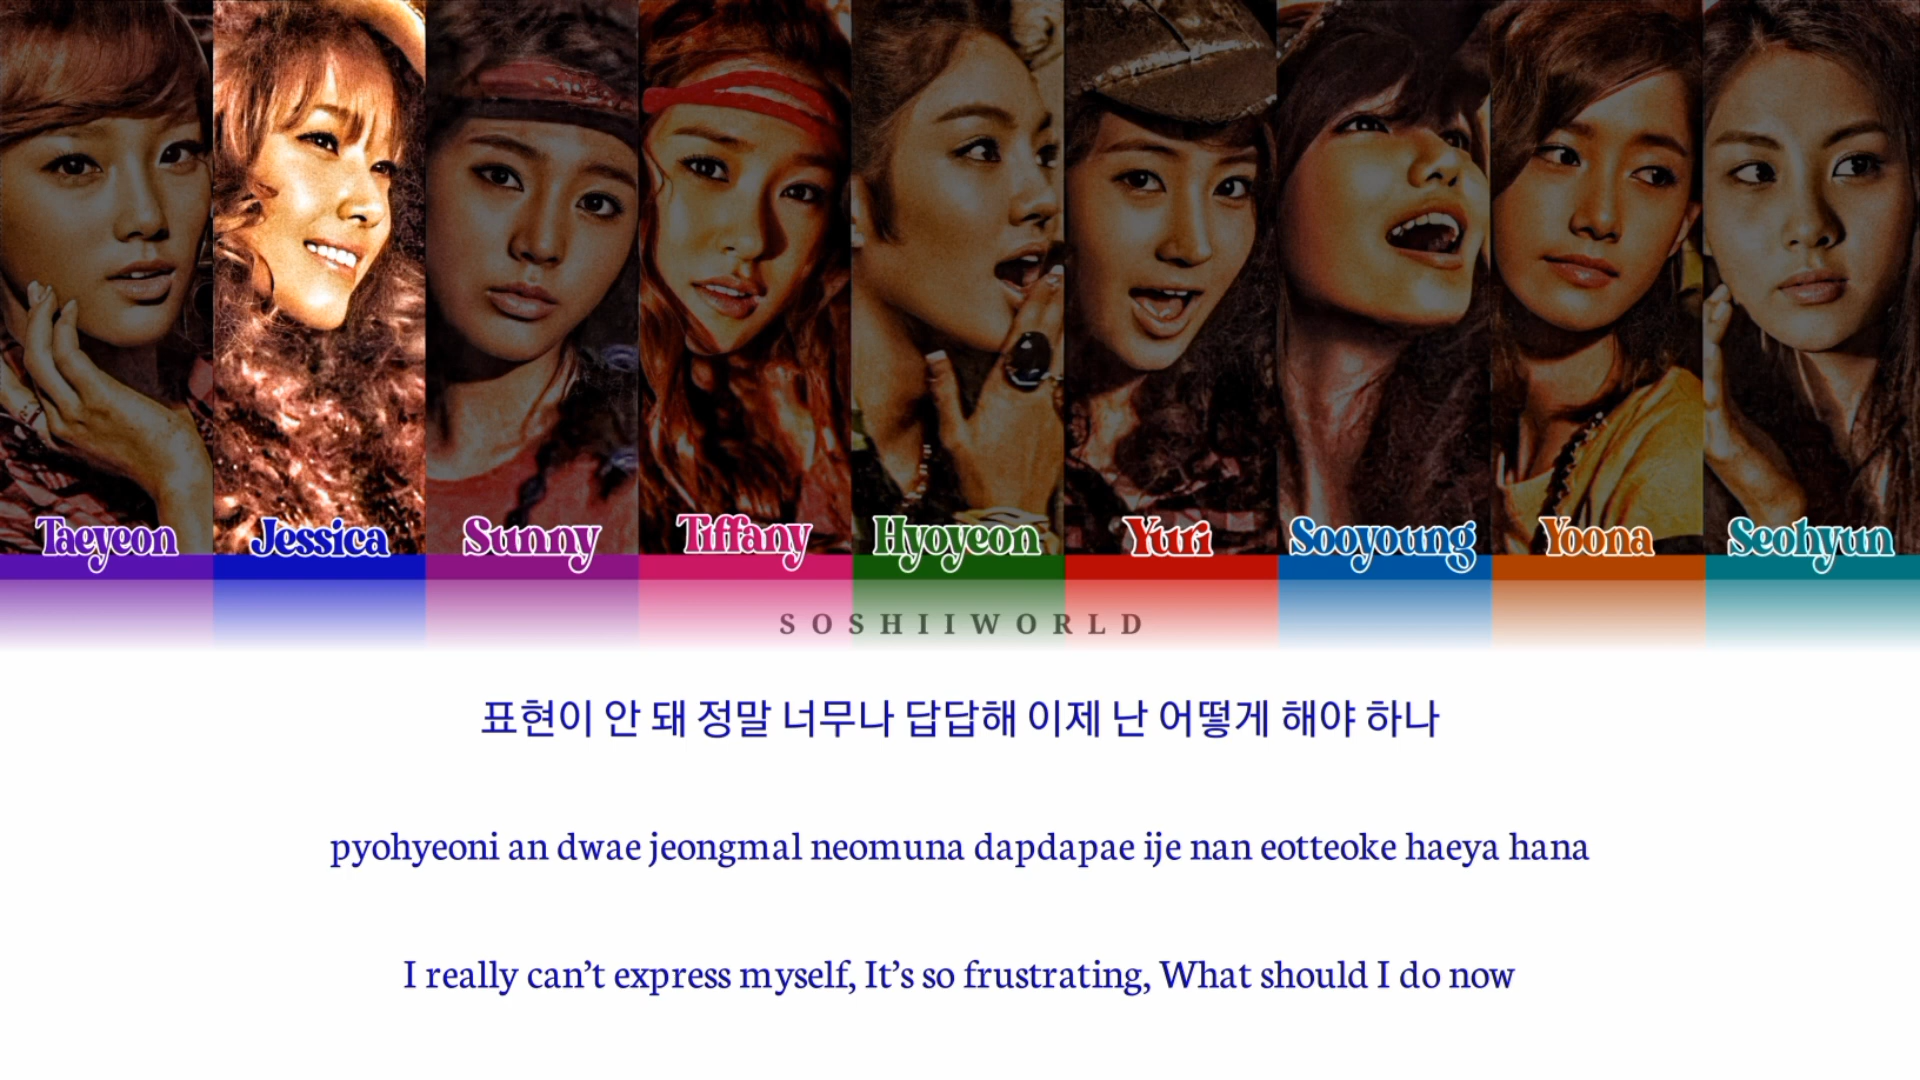 Taeyeon Jessica Sunny Tiffany Hyoyeon Yuri Sooyoung Yoona Seohyun
SOSHIIWORLD
표현이 안 돼 정말 너무나 답답해 이제 난 어떻게 해야 하나
pyohyeoni an dwae jeongmal neomuna dapdapae ije nan eotteoke haeya hana
I really can’t express myself, It’s so frustrating, What should I do now